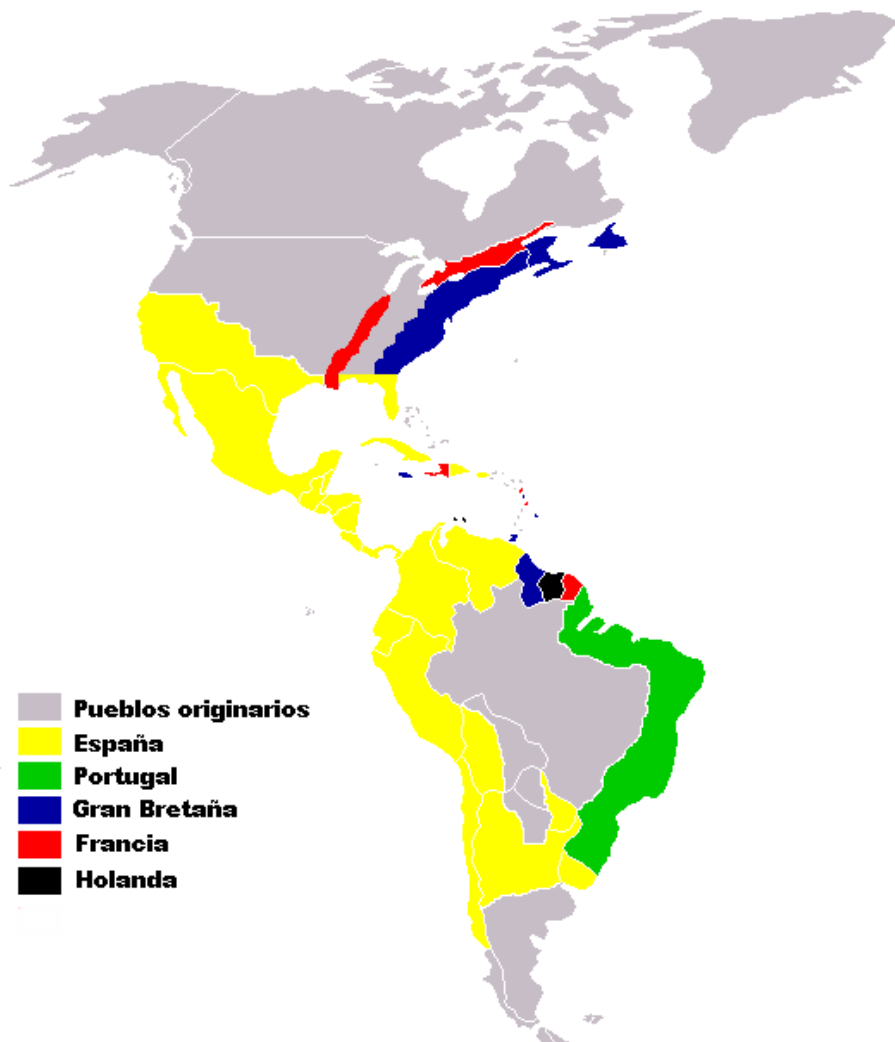 Pueblos originarios
España
Portugal
Gran Bretaña
Francia
Holanda